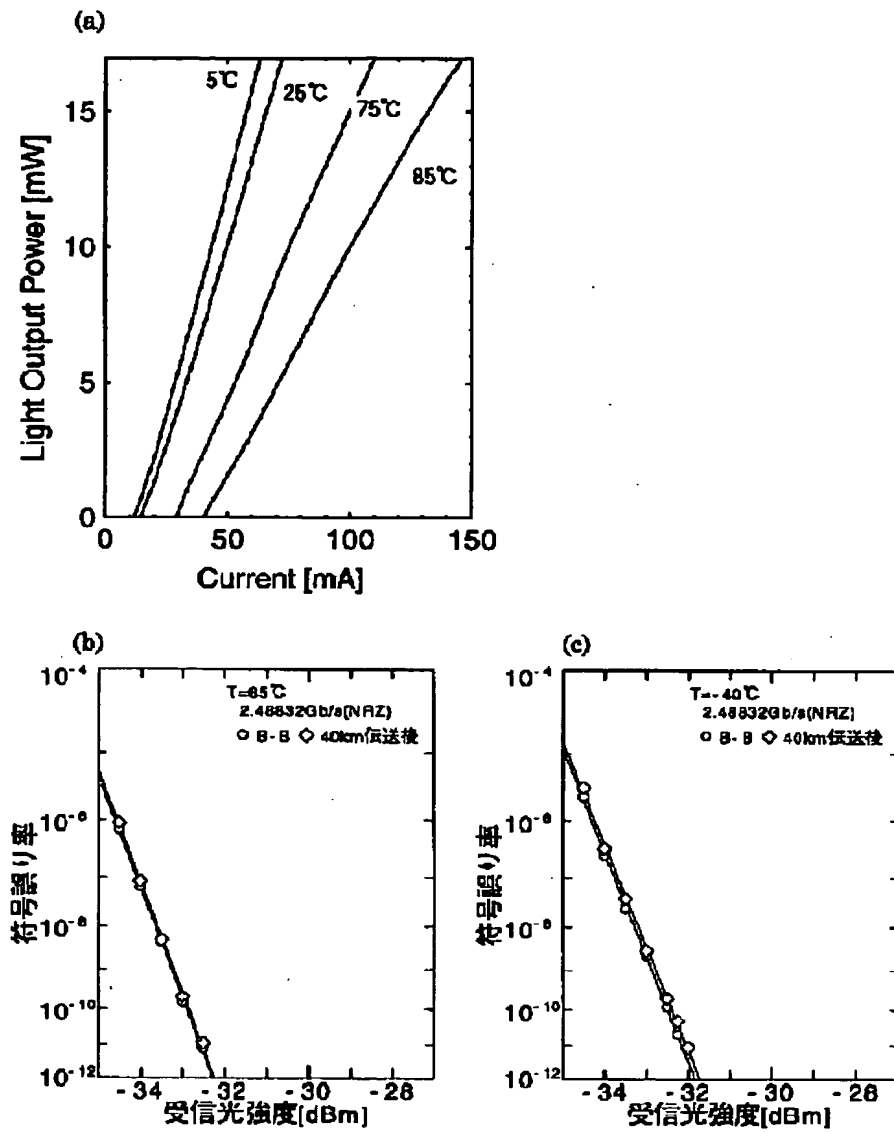 (a)
15
10
5
0
5℃
25℃
75℃
85℃
Light Output Power [mW]
0 50 100 150
Current [mA]
(b)
10-4
10-6
10-8
10-10
10-12
T=85℃
2.48832Gb/s(NRZ)
○ B-B ◇ 40km伝送後
符号誤り率
-34 -32 -30 -28
受信光強度[dBm]
(c)
10-4
10-6
10-8
10-10
10-12
T=-40℃
2.48832Gb/s(NRZ)
○ B-B ◇ 40km伝送後
符号誤り率
-34 -32 -30 -28
受信光強度[dBm]